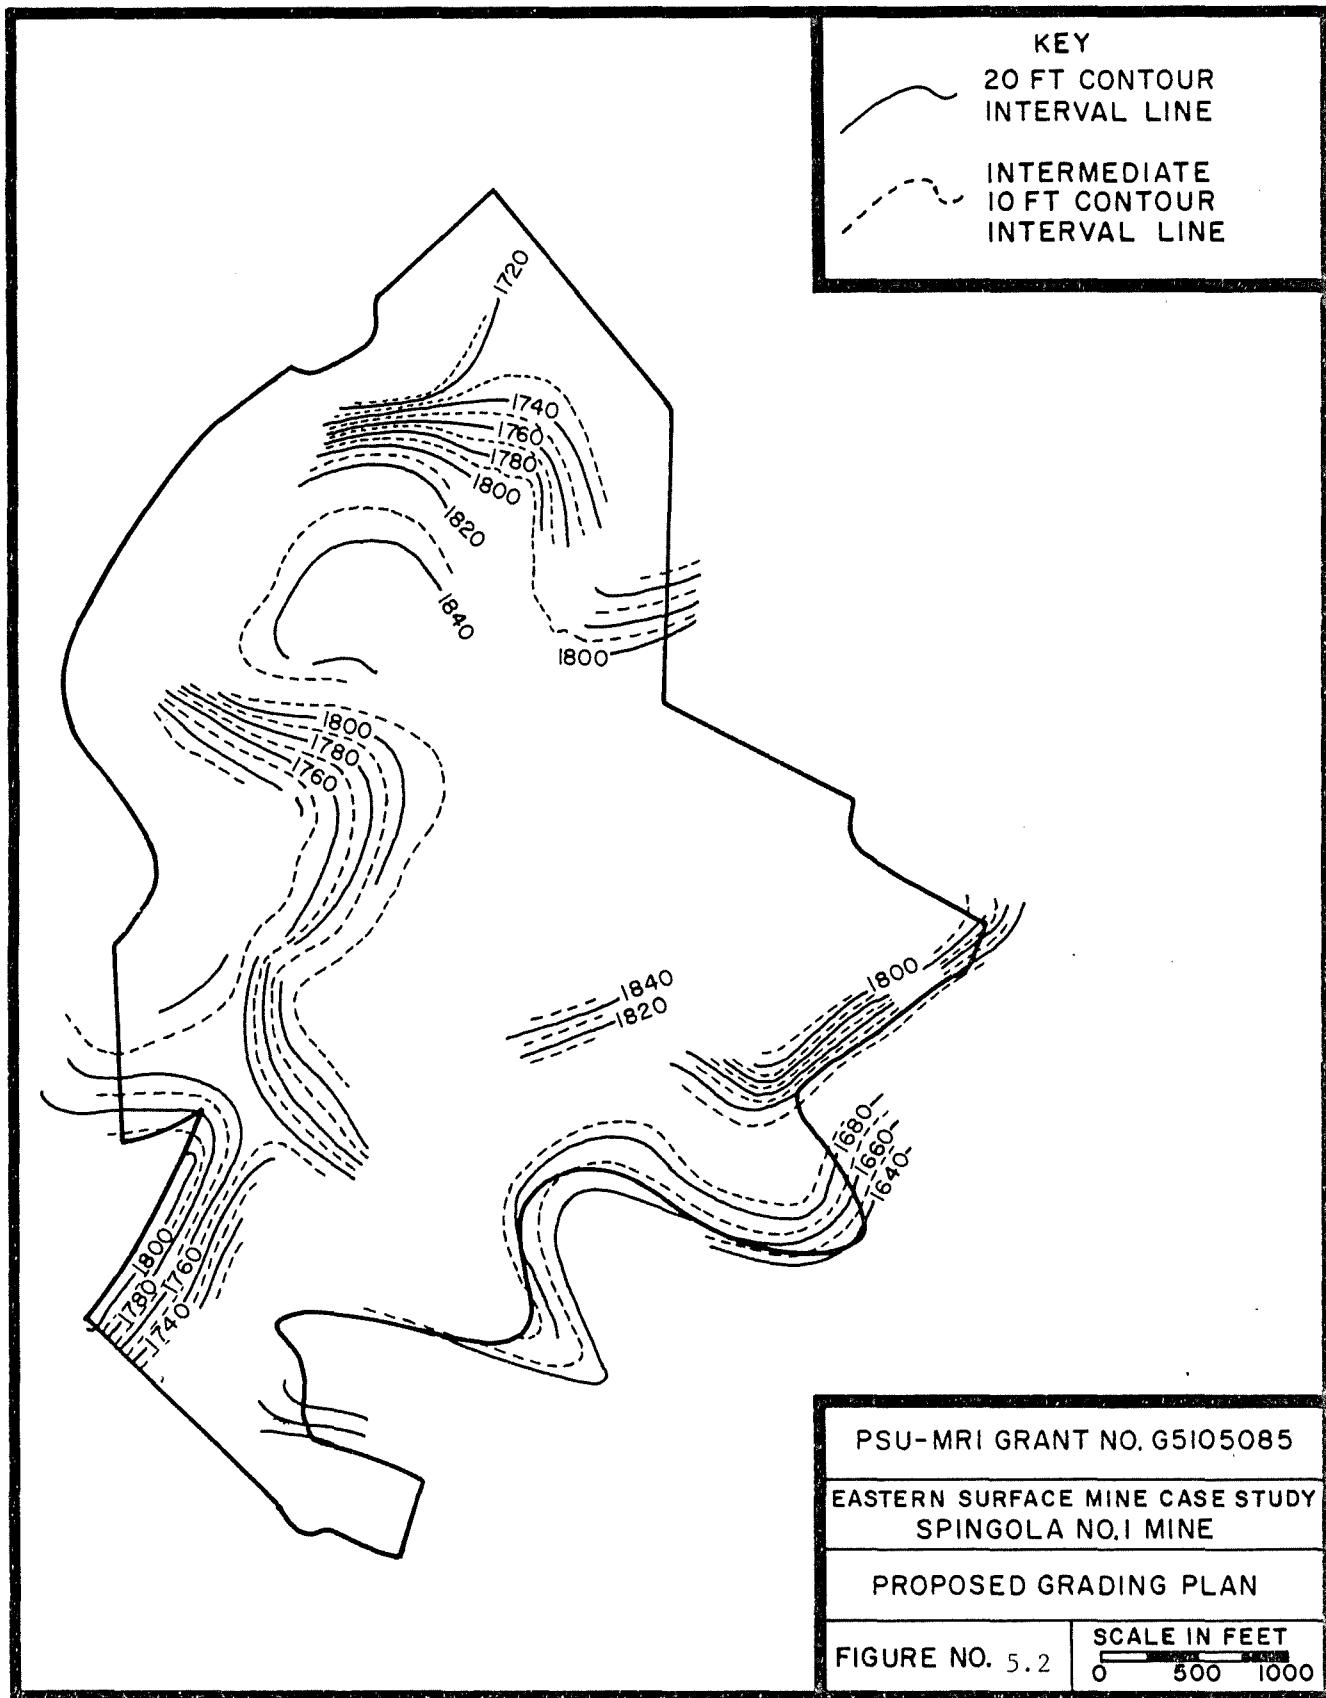 KEY
20 FT CONTOUR
INTERVAL LINE
INTERMEDIATE
10 FT CONTOUR
INTERVAL LINE
1720
1740
1760
1780
1800
1820
1840
1800
1800
1780
1760
1840
1820
1800
1680
1660
1640
1800
1780
1760
1740
PSU-MRI GRANT NO. G5105085
EASTERN SURFACE MINE CASE STUDY
SPINGOLA NO.1 MINE
PROPOSED GRADING PLAN
FIGURE NO. 5.2
SCALE IN FEET
0 500 1000